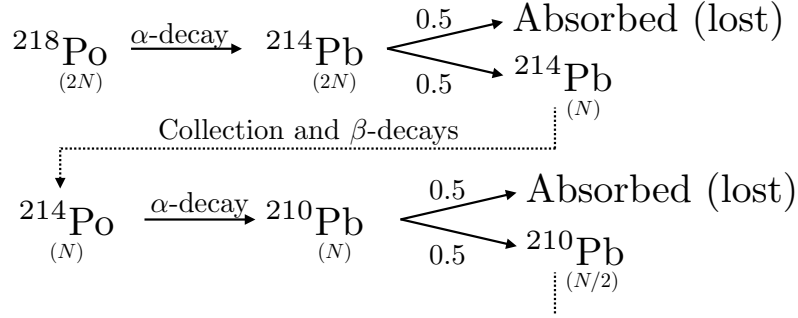 0.5 Absorbed (lost)
²¹⁸Po α-decay ²¹⁴Pb
(2N) (2N)
0.5 ²¹⁴Pb
(N)
Collection and β-decays
0.5 Absorbed (lost)
²¹⁴Po α-decay ²¹⁰Pb
(N) (N)
0.5 ²¹⁰Pb
(N/2)